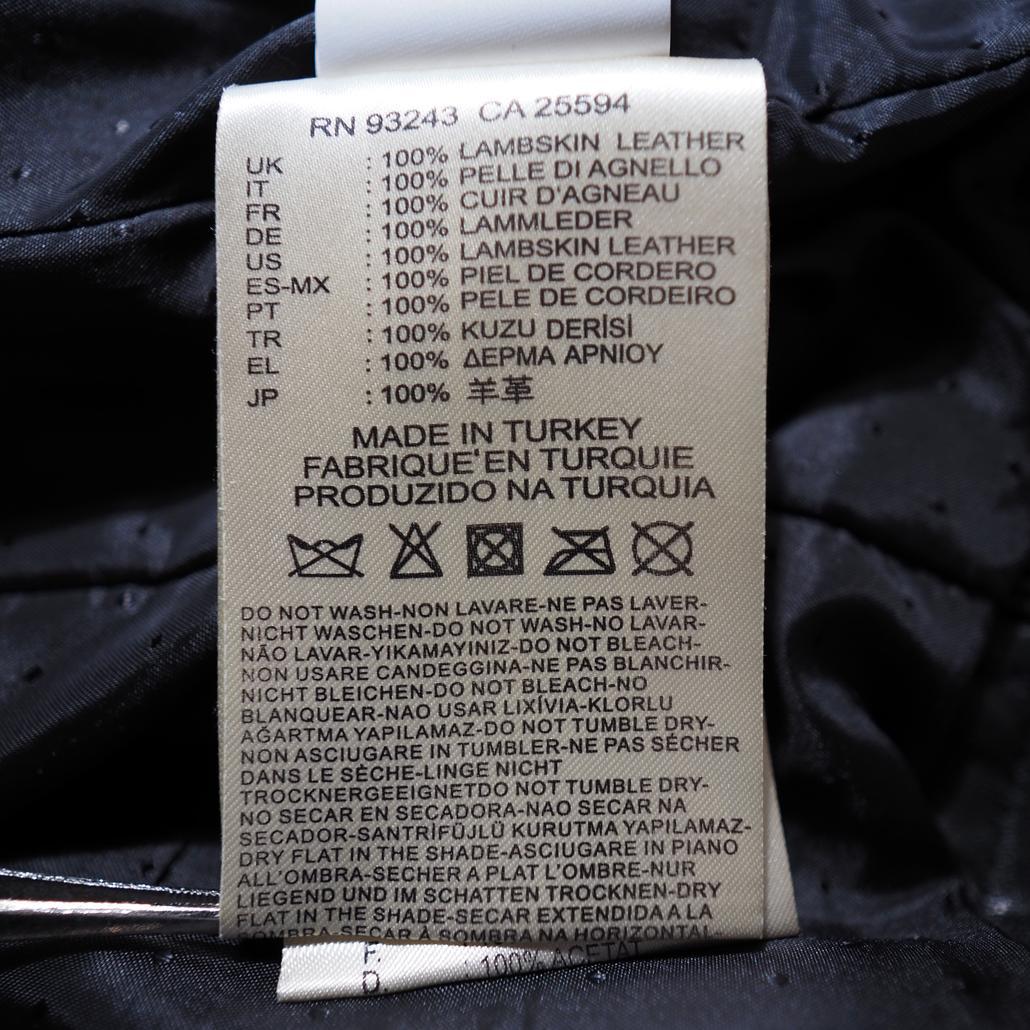 RN 93243 CA 25594
UK : 100% LAMBSKIN LEATHER
IT : 100% PELLE DI AGNELLO
FR : 100% CUIR D'AGNEAU
DE : 100% LAMMLEDER
US : 100% LAMBSKIN LEATHER
ES-MX : 100% PIEL DE CORDERO
PT : 100% PELE DE CORDEIRO
TR : 100% KUZU DERİSİ
EL : 100% ΔΕΡΜΑ ΑΡΝΙΟΥ
JP : 100% 羊革
MADE IN TURKEY
FABRIQUE' EN TURQUIE
PRODUZIDO NA TURQUIA
DO NOT WASH-NON LAVARE-NE PAS LAVER-
NICHT WASCHEN-DO NOT WASH-NO LAVAR-
NÃO LAVAR-YIKAMAYINIZ-DO NOT BLEACH-
NON USARE CANDEGGINA-NE PAS BLANCHIR-
NICHT BLEICHEN-DO NOT BLEACH-NO
BLANQUEAR-NAO USAR LIXÍVIA-KLORLU
AĞARTMA YAPILAMAZ-DO NOT TUMBLE DRY-
NON ASCIUGARE IN TUMBLER-NE PAS SÉCHER
DANS LE SÈCHE-LINGE NICHT
TROCKNERGEEIGNETDO NOT TUMBLE DRY-
NO SECAR EN SECADORA-NAO SECAR NA
SECADOR-SANTRİFÜJLÜ KURUTMA YAPILAMAZ-
DRY FLAT IN THE SHADE-ASCIUGARE IN PIANO
ALL'OMBRA-SECHER A PLAT L'OMBRE-NUR
LIEGEND UND IM SCHATTEN TROCKNEN-DRY
FLAT IN THE SHADE-SECAR EXTENDIDA A LA
SOMBRA-SECAR À SOMBRA NA HORIZONTAL-
: 100% ACETAT
D